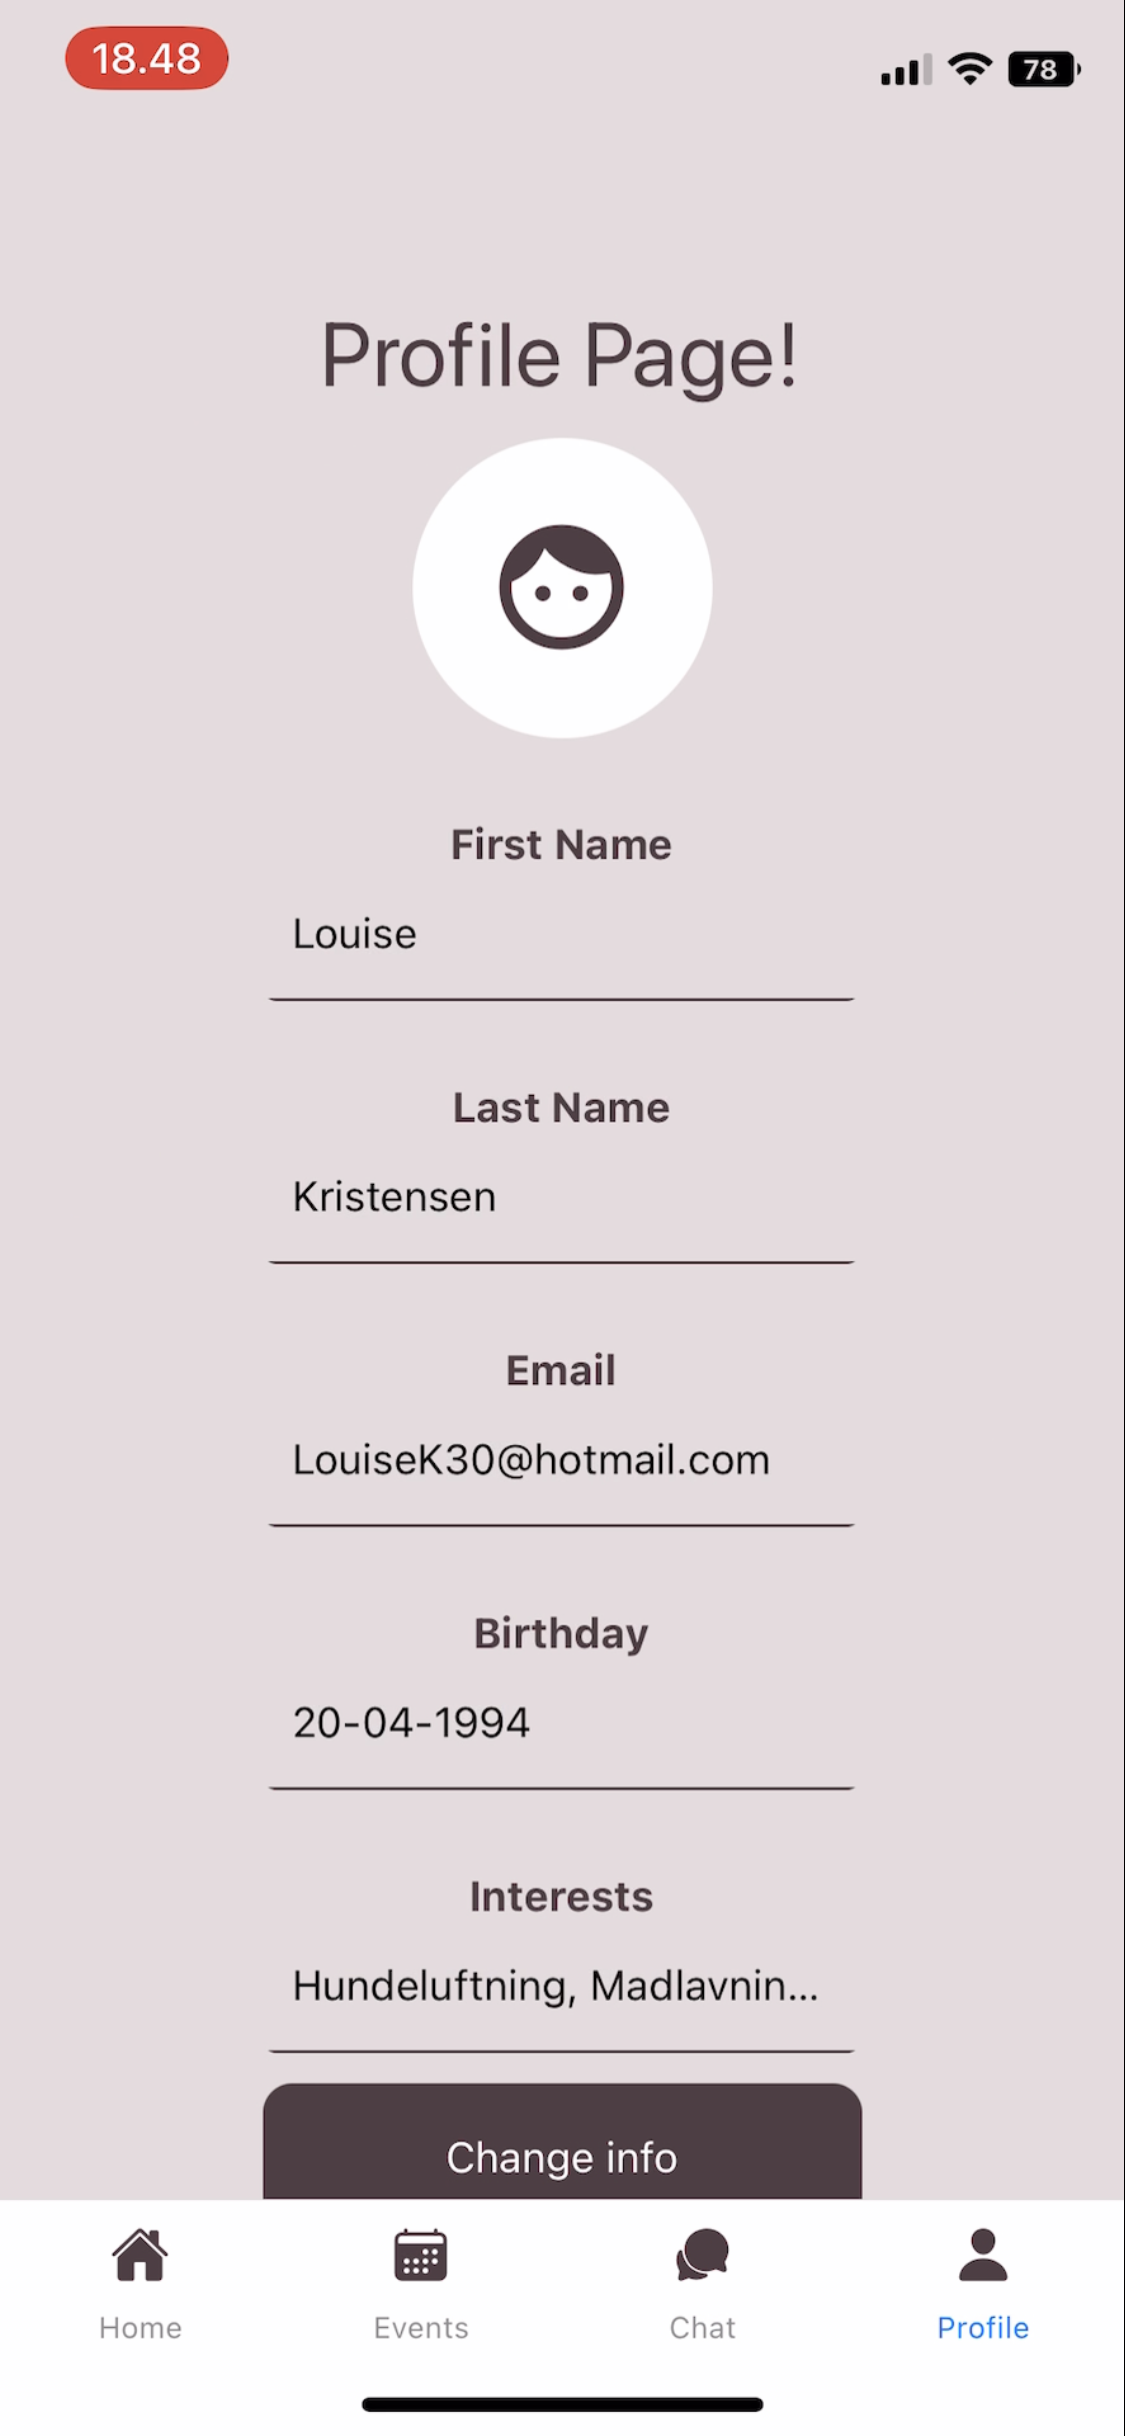 18.48
78
Profile Page!
First Name
Louise
Last Name
Kristensen
Email
LouiseK30@hotmail.com
Birthday
20-04-1994
Interests
Hundeluftning, Madlavnin...
Change info
Home Events Chat Profile